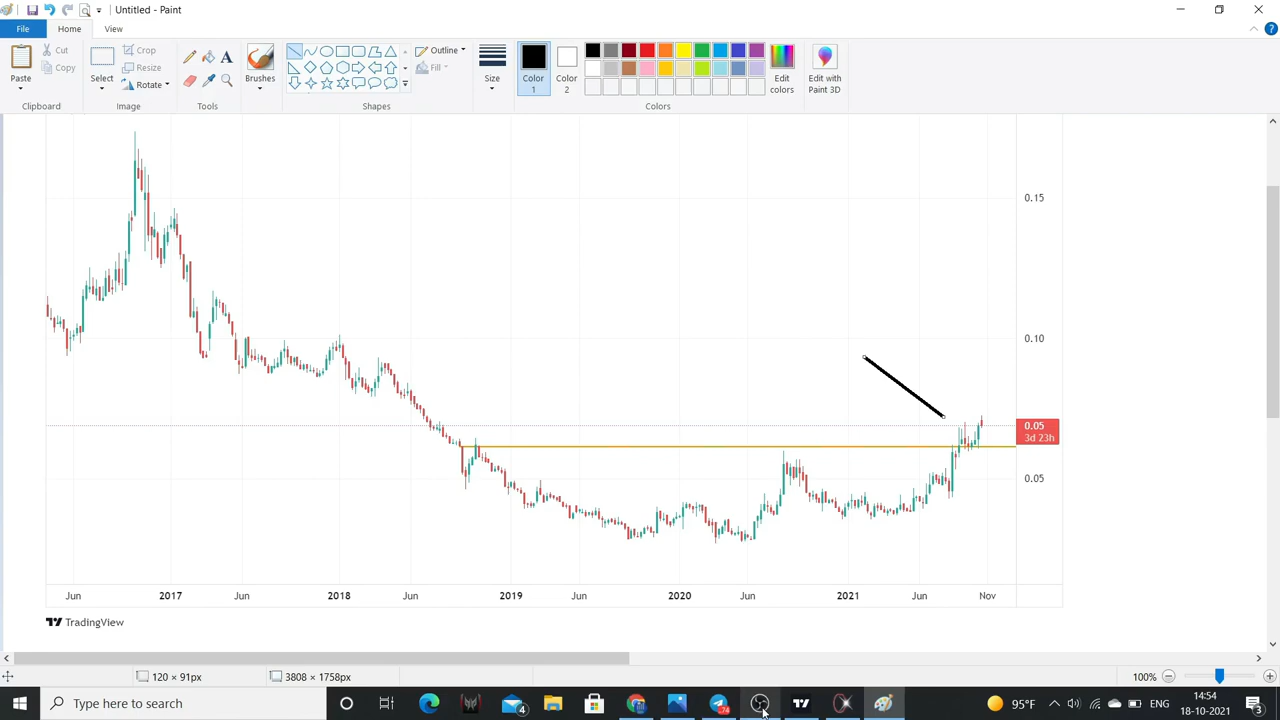 Untitled - Paint
File
Home
View
Paste
Cut
Copy
Clipboard
Select
Crop
Resize
Rotate
Image
A
Tools
Brushes
Outline
Fill
Shapes
Size
Color 1
Color 2
Edit colors
Colors
Edit with Paint 3D
0.15
0.10
0.05
3d 23h
0.05
Jun
2017
Jun
2018
Jun
2019
Jun
2020
Jun
2021
Jun
Nov
TradingView
120 × 91px
3808 × 1758px
100%
Type here to search
4
24
95°F
ENG
14:54
18-10-2021
3